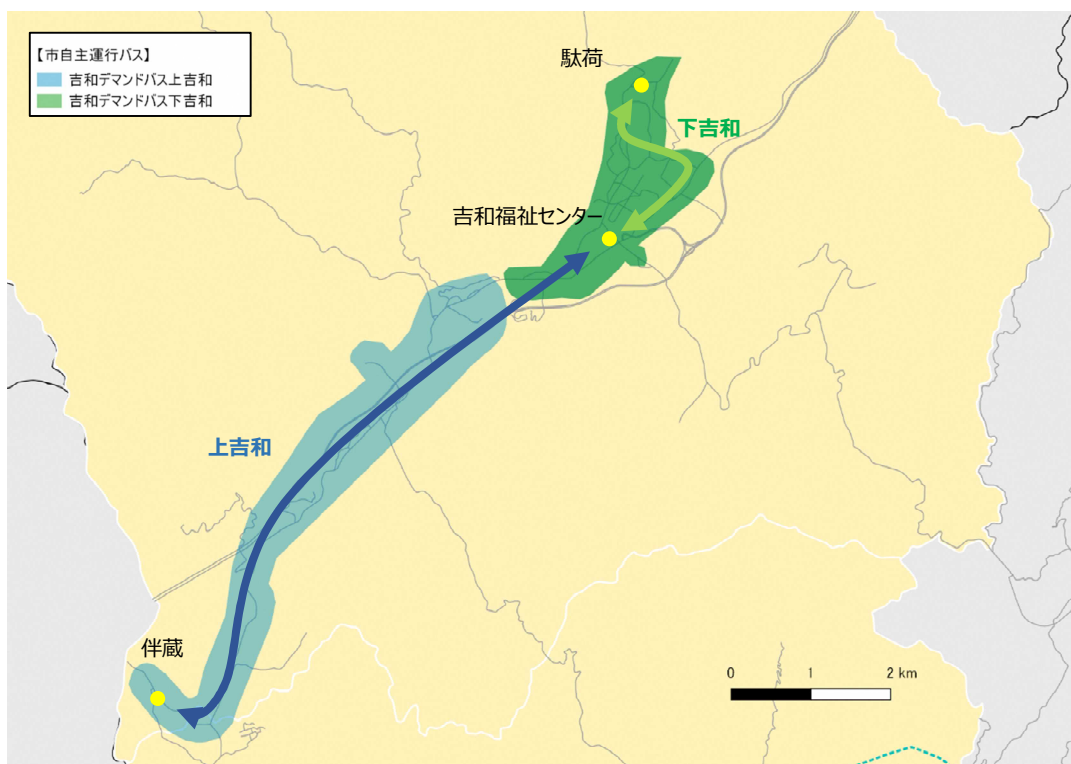 【市自主運行バス】
吉和デマンドバス上吉和
吉和デマンドバス下吉和
駄荷
下吉和
吉和福祉センター
上吉和
伴蔵
0 1 2 km